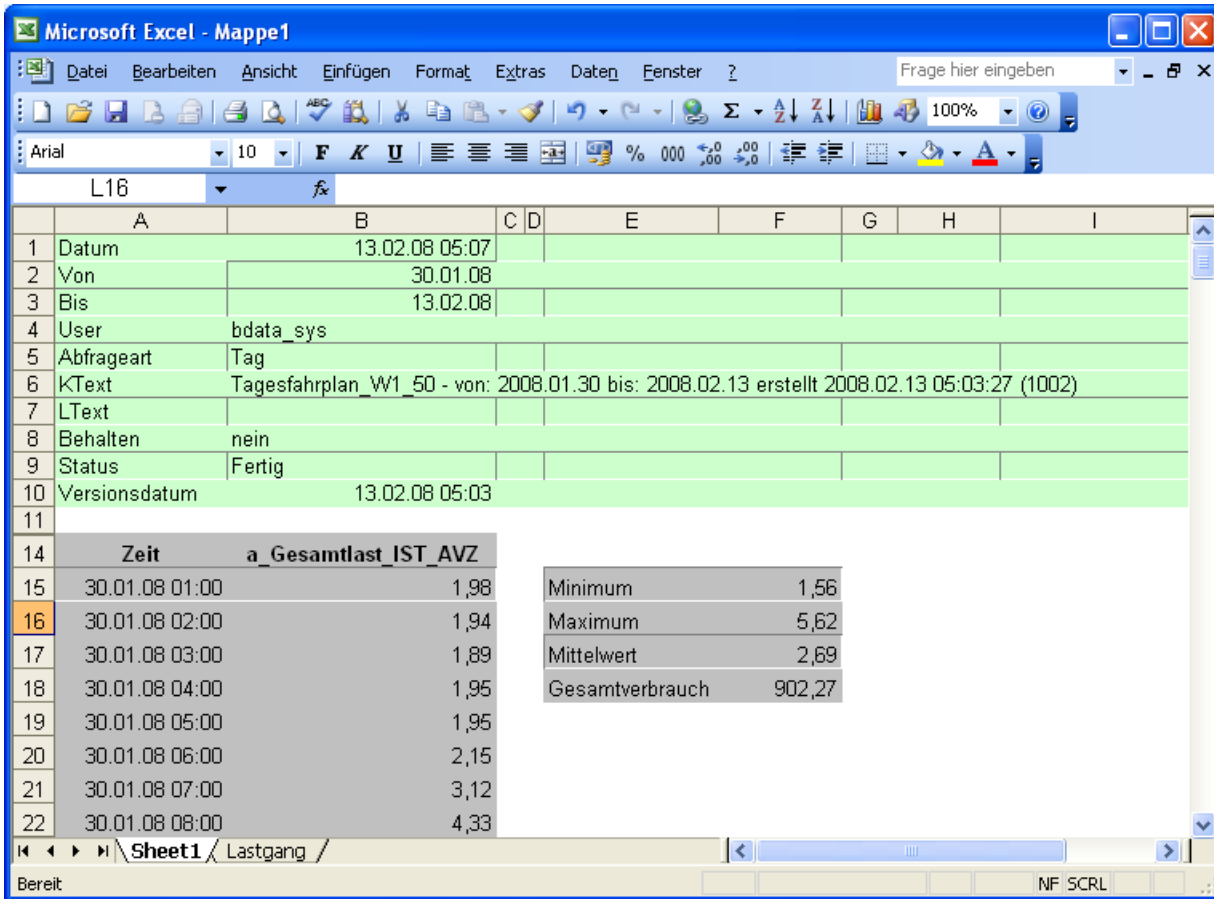 Microsoft Excel - Mappe1
Datei Bearbeiten Ansicht Einfügen Format Extras Daten Fenster ? Frage hier eingeben
100%
Arial 10 F K U % 000
L16 fx
A B C D E F G H I
1 Datum 13.02.08 05:07
2 Von 30.01.08
3 Bis 13.02.08
4 User bdata_sys
5 Abfrageart Tag
6 KText Tagesfahrplan_W1_50 - von: 2008.01.30 bis: 2008.02.13 erstellt 2008.02.13 05:03:27 (1002)
7 LText
8 Behalten nein
9 Status Fertig
10 Versionsdatum 13.02.08 05:03
11
14 Zeit a_Gesamtlast_IST_AVZ
15 30.01.08 01:00 1,98 Minimum 1,56
16 30.01.08 02:00 1,94 Maximum 5,62
17 30.01.08 03:00 1,89 Mittelwert 2,69
18 30.01.08 04:00 1,95 Gesamtverbrauch 902,27
19 30.01.08 05:00 1,95
20 30.01.08 06:00 2,15
21 30.01.08 07:00 3,12
22 30.01.08 08:00 4,33
Sheet1 Lastgang
Bereit NF SCRL